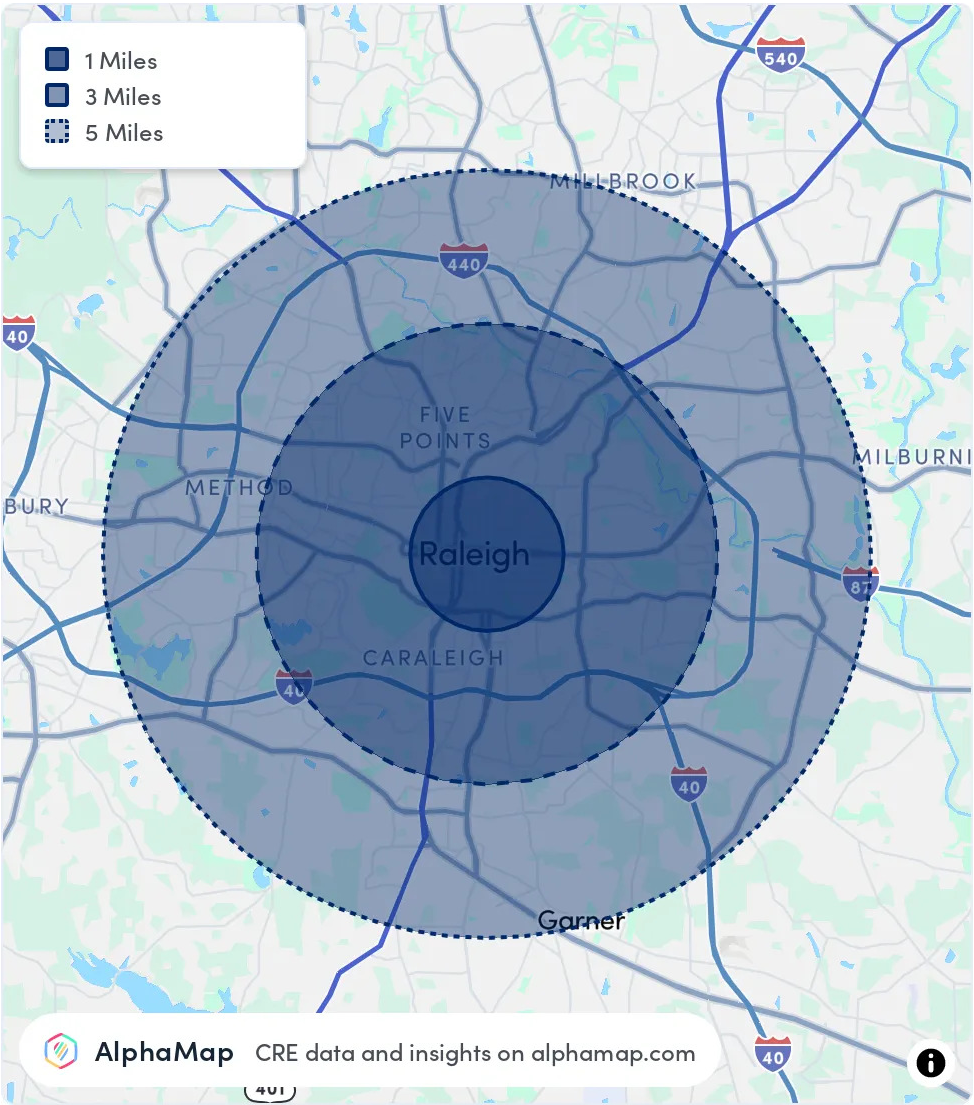 1 Miles
3 Miles
5 Miles
540
MILLBROOK
440
40
FIVE
POINTS
MILBURNI
METHOD
BURY
Raleigh
87
CARALEIGH
40
40
Garner
AlphaMap
CRE data and insights on alphamap.com
40
401